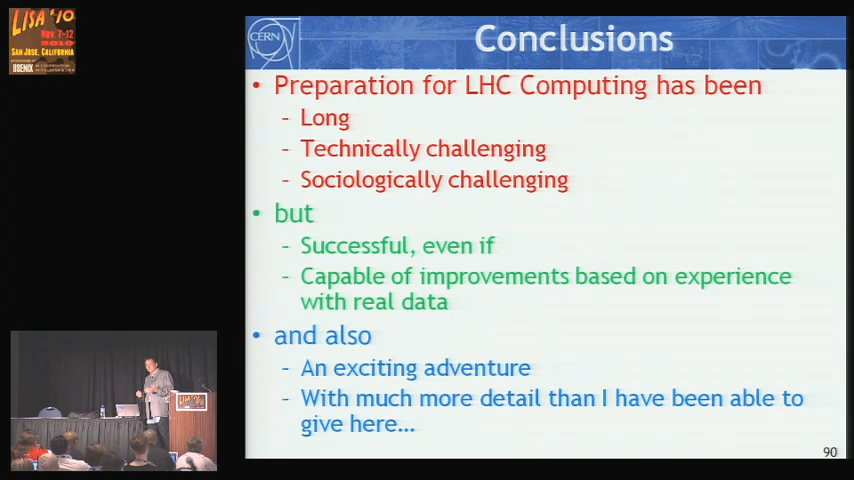 LISA '10
Nov 7-12
2010
SAN JOSE, CALIFORNIA
USENIX
CERN
Conclusions
• Preparation for LHC Computing has been
– Long
– Technically challenging
– Sociologically challenging
• but
– Successful, even if
– Capable of improvements based on experience
with real data
• and also
– An exciting adventure
– With much more detail than I have been able to
give here…
90